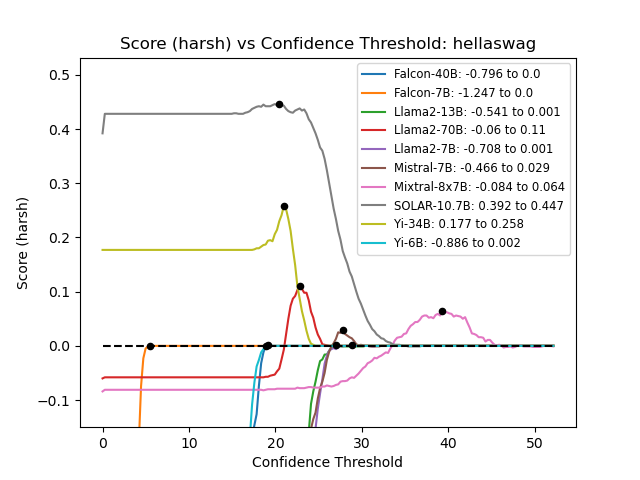 Score (harsh) vs Confidence Threshold: hellaswag
Score (harsh)
0.5
0.4
0.3
0.2
0.1
0.0
−0.1
Falcon-40B: -0.796 to 0.0
Falcon-7B: -1.247 to 0.0
Llama2-13B: -0.541 to 0.001
Llama2-70B: -0.06 to 0.11
Llama2-7B: -0.708 to 0.001
Mistral-7B: -0.466 to 0.029
Mixtral-8x7B: -0.084 to 0.064
SOLAR-10.7B: 0.392 to 0.447
Yi-34B: 0.177 to 0.258
Yi-6B: -0.886 to 0.002
0 10 20 30 40 50
Confidence Threshold